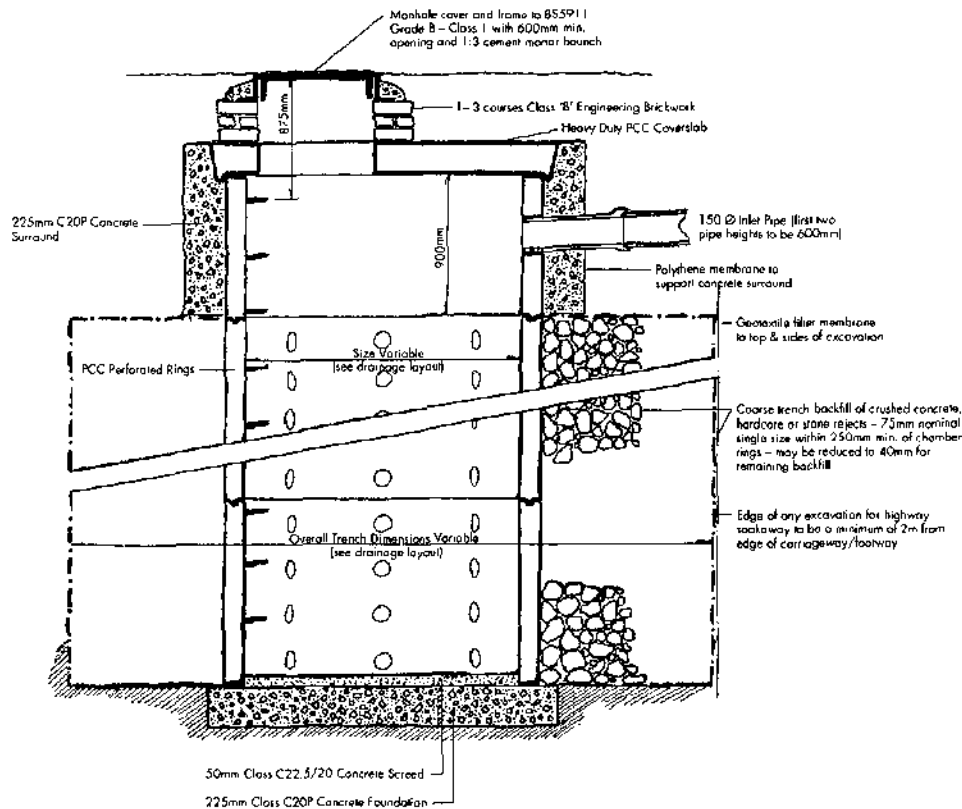 Manhole cover and frame to BS5911
Grade B – Class 1 with 600mm min.
opening and 1:3 cement mortar haunch
875mm
1–3 courses Class 'B' Engineering Brickwork
Heavy Duty PCC Coverslab
225mm C20P Concrete
Surround
900mm
150 Ø Inlet Pipe (first two
pipe heights to be 600mm)
Polythene membrane to
support concrete surround
Geotextile filter membrane
to top & sides of excavation
PCC Perforated Rings
Size Variable
(see drainage layout)
Coarse trench backfill of crushed concrete,
hardcore or stone rejects – 75mm nominal
single size within 250mm min. of chamber
rings – may be reduced to 40mm for
remaining backfill
Edge of any excavation for highway
soakaway to be a minimum of 2m from
edge of carriageway/footway
Overall Trench Dimensions Variable
(see drainage layout)
50mm Class C22.5/20 Concrete Screed
225mm Class C20P Concrete Foundation